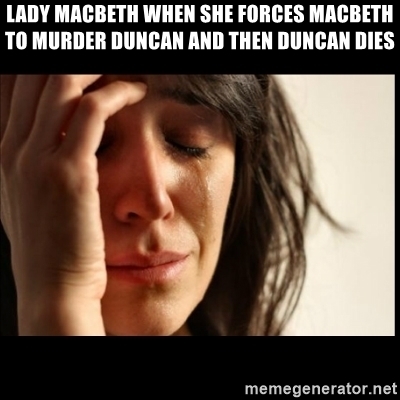 LADY MACBETH WHEN SHE FORCES MACBETH
TO MURDER DUNCAN AND THEN DUNCAN DIES
memegenerator.net